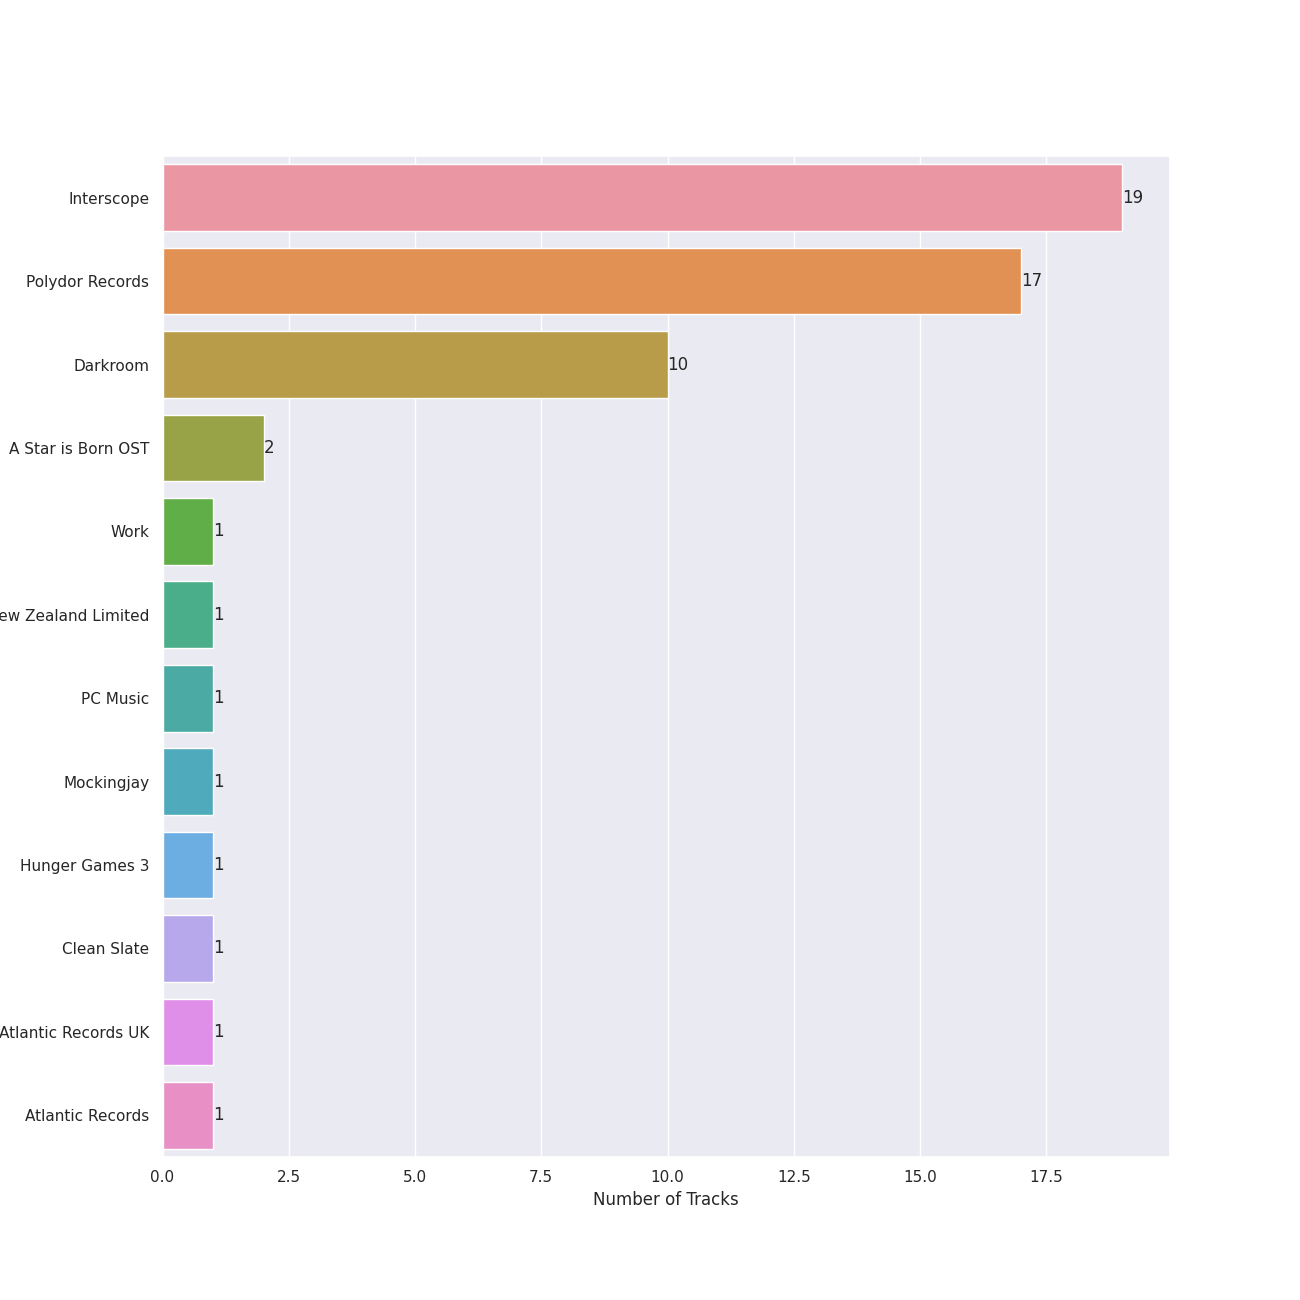 Interscope 19
Polydor Records 17
Darkroom 10
A Star is Born OST 2
Work 1
Zealand Limited 1
PC Music 1
Mockingjay 1
Hunger Games 3 1
Clean Slate 1
Atlantic Records UK 1
Atlantic Records 1
0.0 2.5 5.0 7.5 10.0 12.5 15.0 17.5
Number of Tracks